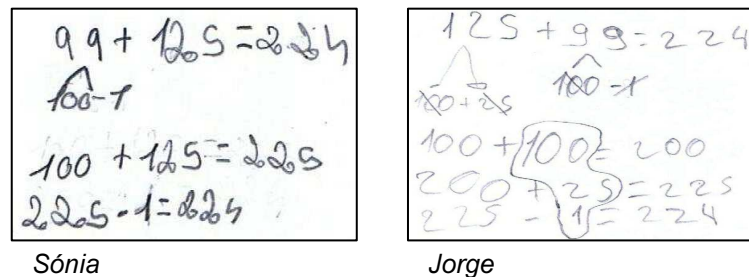 99 + 125 = 224
100 - 1
100 + 125 = 225
225 - 1 = 224
Sónia
125 + 99 = 224
100 + 25 100 - 1
100 + 100 = 200
200 + 25 = 225
225 - 1 = 224
Jorge